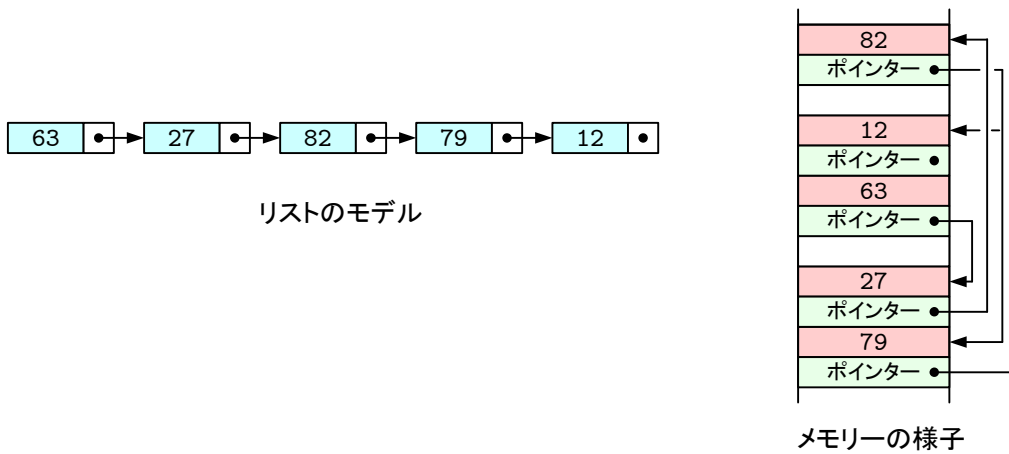 63 27 82 79 12
リストのモデル
82
ポインター
12
ポインター
63
ポインター
27
ポインター
79
ポインター
メモリーの様子